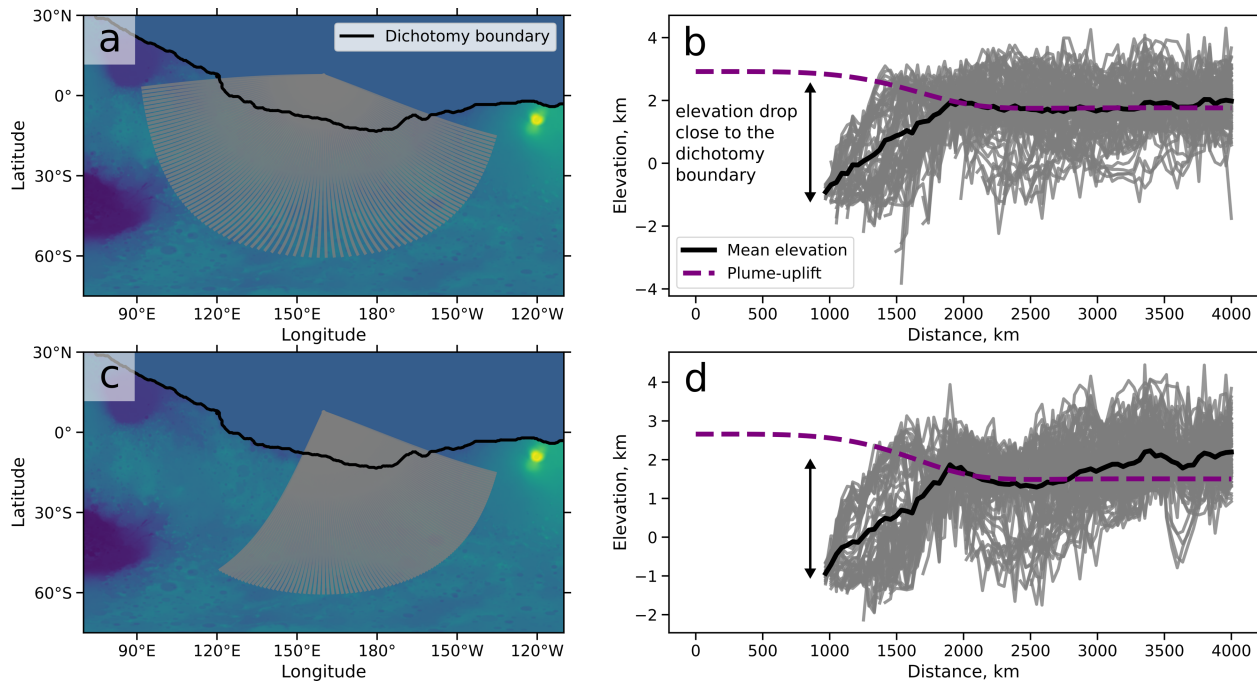 a
Dichotomy boundary
30°N
0°
30°S
60°S
Latitude
90°E
120°E
150°E
180°
150°W
120°W
Longitude
b
elevation drop
close to the
dichotomy
boundary
Mean elevation
Plume-uplift
4
2
0
−2
−4
Elevation, km
0
500
1000
1500
2000
2500
3000
3500
4000
Distance, km
c
30°N
0°
30°S
60°S
Latitude
90°E
120°E
150°E
180°
150°W
120°W
Longitude
d
4
3
2
1
0
−1
−2
Elevation, km
0
500
1000
1500
2000
2500
3000
3500
4000
Distance, km